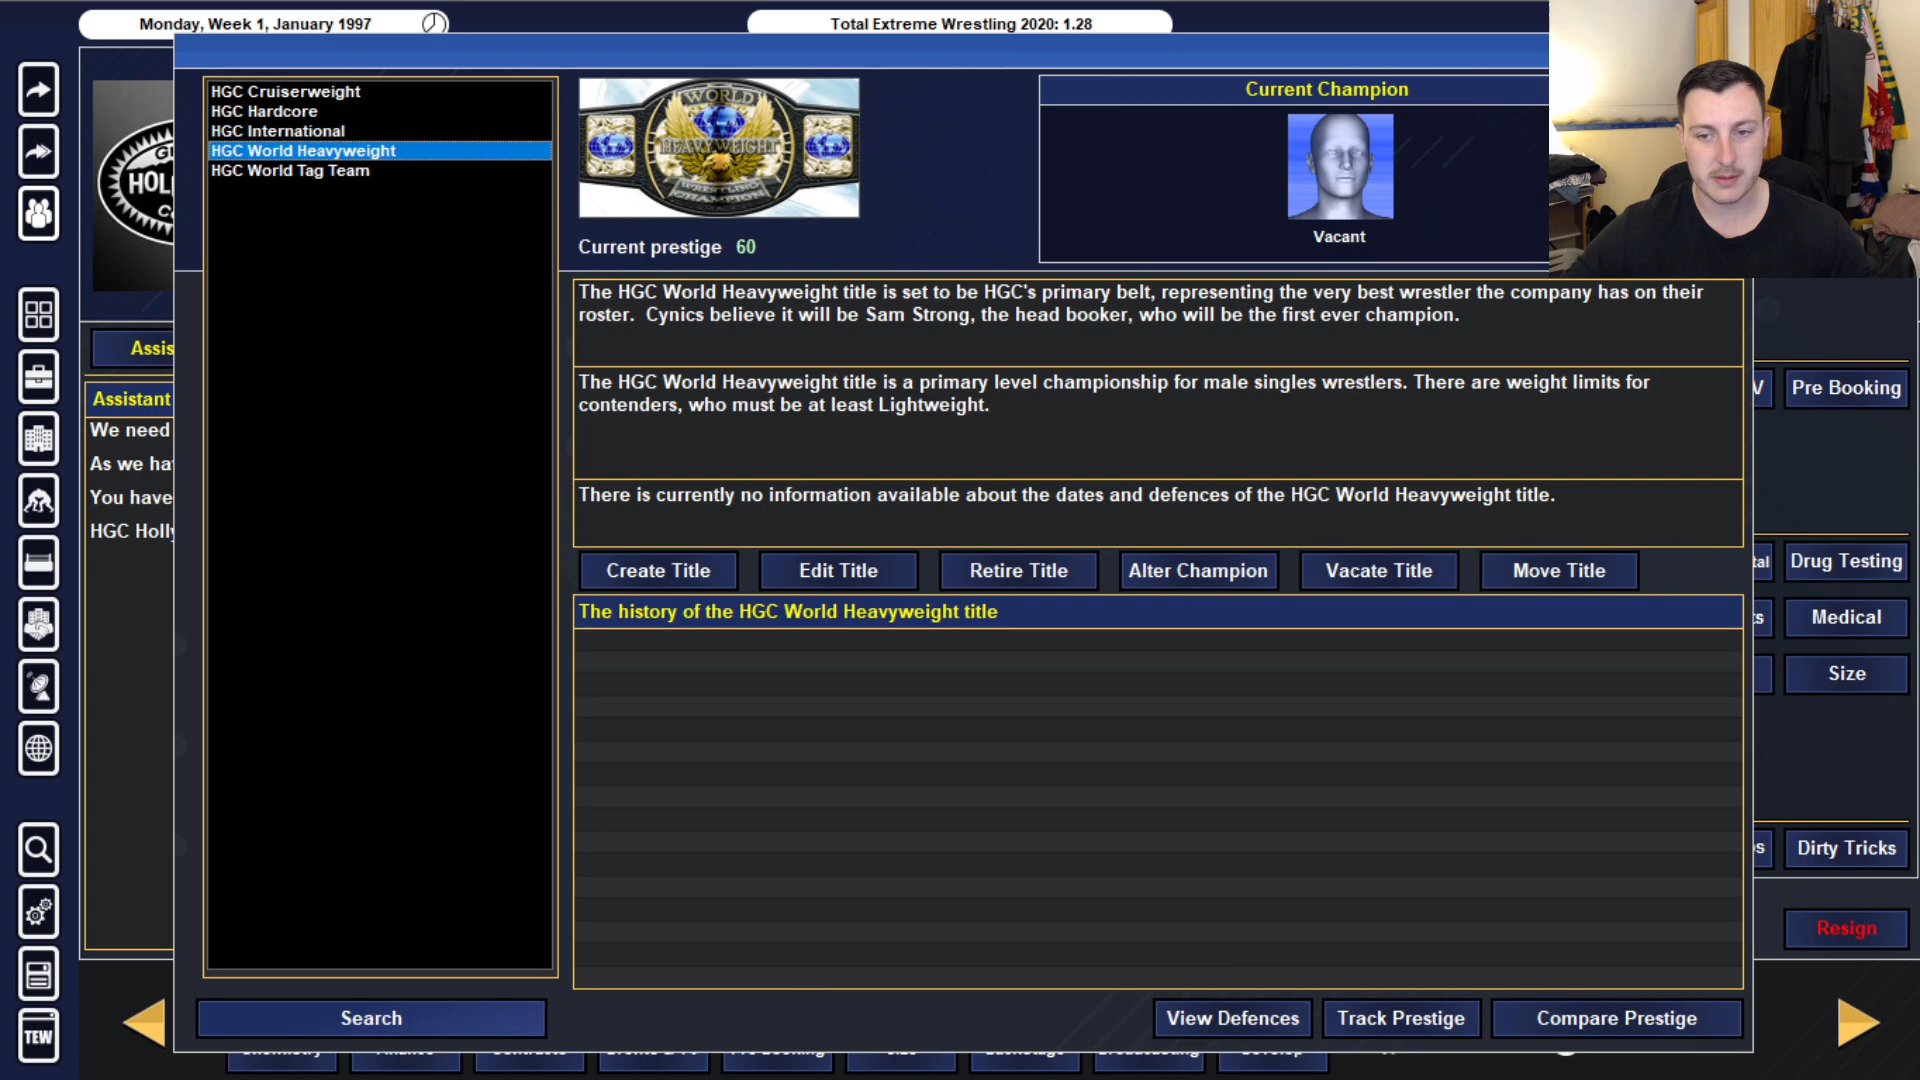 Monday, Week 1, January 1997
Total Extreme Wrestling 2020: 1.28
HGC Cruiserweight
HGC Hardcore
HGC International
HGC World Heavyweight
HGC World Tag Team
WORLD
HEAVYWEIGHT
WRESTLING
CHAMPION
Current prestige 60
Current Champion
Vacant
The HGC World Heavyweight title is set to be HGC's primary belt, representing the very best wrestler the company has on their
roster. Cynics believe it will be Sam Strong, the head booker, who will be the first ever champion.
The HGC World Heavyweight title is a primary level championship for male singles wrestlers. There are weight limits for
contenders, who must be at least Lightweight.
There is currently no information available about the dates and defences of the HGC World Heavyweight title.
Create Title
Edit Title
Retire Title
Alter Champion
Vacate Title
Move Title
The history of the HGC World Heavyweight title
Search
View Defences
Track Prestige
Compare Prestige
HOL
Assis
Assistant
We need
As we ha
You have
HGC Holly
Pre Booking
Drug Testing
Medical
Size
Dirty Tricks
Resign
TEW